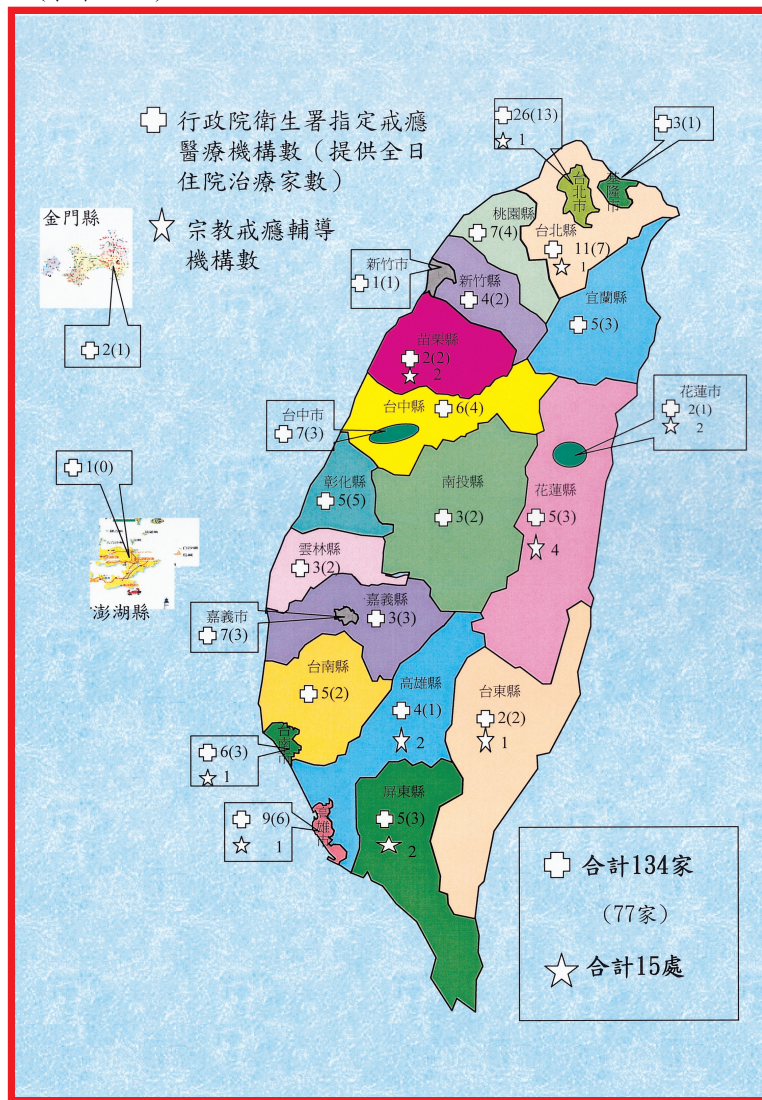 行政院衛生署指定戒癮
醫療機構數（提供全日
住院治療家數）
宗教戒癮輔導
機構數
26(13)
1
3(1)
台北市
基隆市
桃園縣
7(4)
台北縣
11(7)
1
金門縣
2(1)
新竹市
1(1)
新竹縣
4(2)
宜蘭縣
5(3)
苗栗縣
2(2)
2
台中縣
6(4)
台中市
7(3)
花蓮市
2(1)
2
1(0)
澎湖縣
彰化縣
5(5)
南投縣
3(2)
花蓮縣
5(3)
4
雲林縣
3(2)
嘉義市
7(3)
嘉義縣
3(3)
台南縣
5(2)
高雄縣
4(1)
2
台東縣
2(2)
1
台南市
6(3)
1
9(6)
1
高雄市
屏東縣
5(3)
2
合計134家
（77家）
合計15處